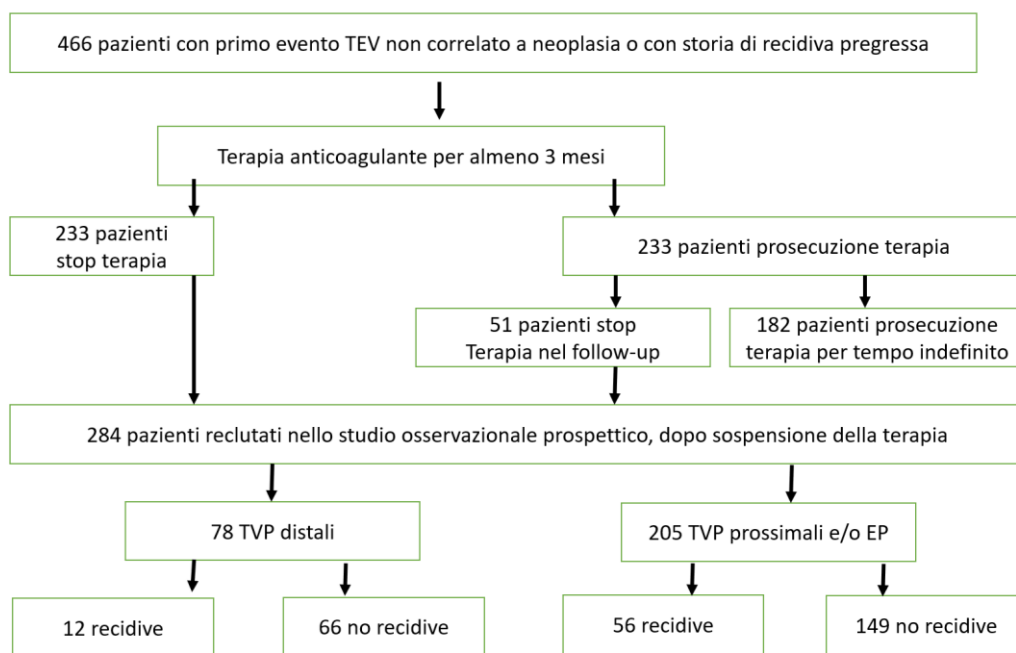 466 pazienti con primo evento TEV non correlato a neoplasia o con storia di recidiva pregressa
Terapia anticoagulante per almeno 3 mesi
233 pazienti
stop terapia
233 pazienti prosecuzione terapia
51 pazienti stop
Terapia nel follow-up
182 pazienti prosecuzione
terapia per tempo indefinito
284 pazienti reclutati nello studio osservazionale prospettico, dopo sospensione della terapia
78 TVP distali
205 TVP prossimali e/o EP
12 recidive
66 no recidive
56 recidive
149 no recidive